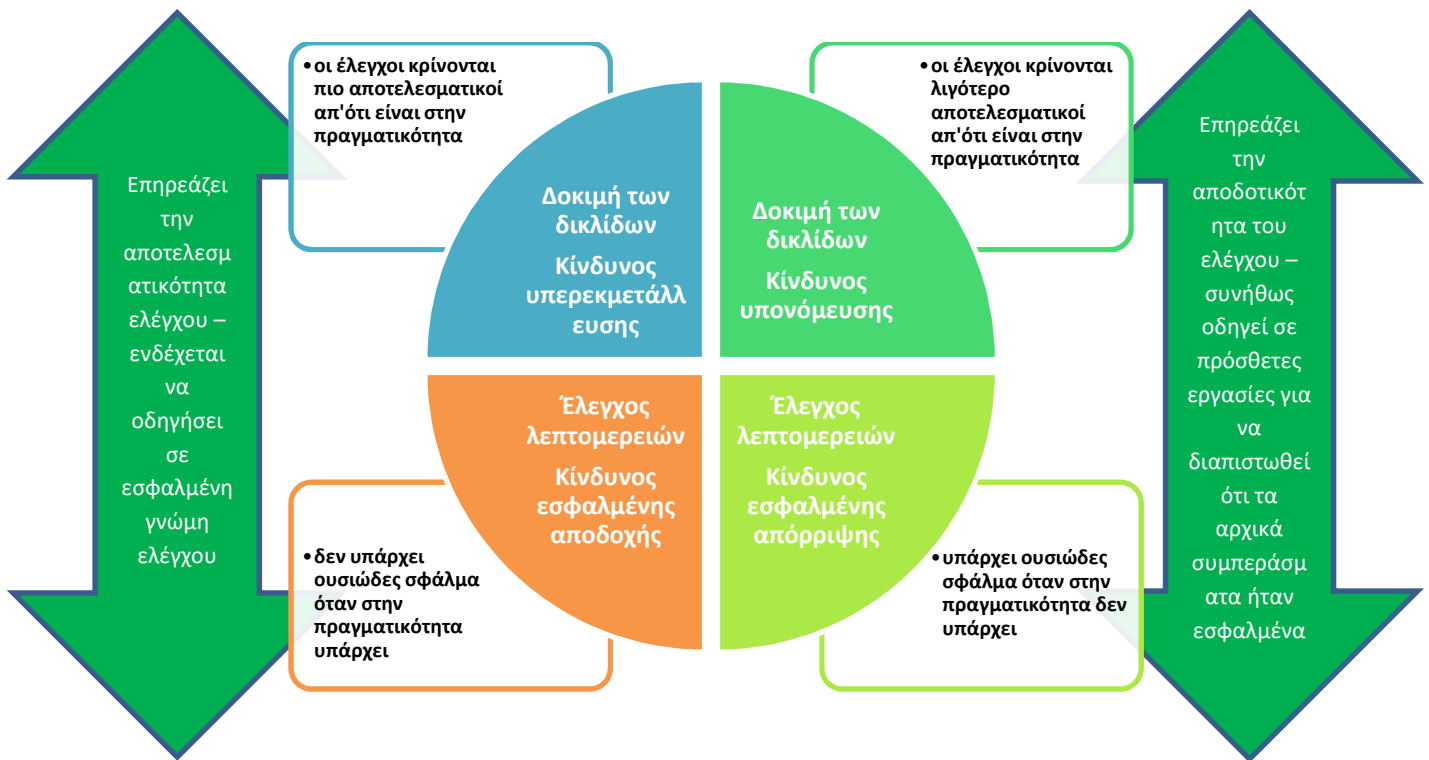 Επηρεάζει
την
αποτελεσμ
ατικότητα
ελέγχου –
ενδέχεται
να
οδηγήσει
σε
εσφαλμένη
γνώμη
ελέγχου
•οι έλεγχοι κρίνονται
πιο αποτελεσματικοί
απ'ότι είναι στην
πραγματικότητα
Δοκιμή των
δικλίδων
Κίνδυνος
υπερεκμετάλλ
ευσης
•οι έλεγχοι κρίνονται
λιγότερο
αποτελεσματικοί
απ'ότι είναι στην
πραγματικότητα
Δοκιμή των
δικλίδων
Κίνδυνος
υπονόμευσης
•δεν υπάρχει
ουσιώδες σφάλμα
όταν στην
πραγματικότητα
υπάρχει
Έλεγχος
λεπτομερειών
Κίνδυνος
εσφαλμένης
αποδοχής
Έλεγχος
λεπτομερειών
Κίνδυνος
εσφαλμένης
απόρριψης
•υπάρχει ουσιώδες
σφάλμα όταν στην
πραγματικότητα δεν
υπάρχει
Επηρεάζει
την
αποδοτικότ
ητα του
ελέγχου –
συνήθως
οδηγεί σε
πρόσθετες
εργασίες για
να
διαπιστωθεί
ότι τα
αρχικά
συμπεράσμ
ατα ήταν
εσφαλμένα